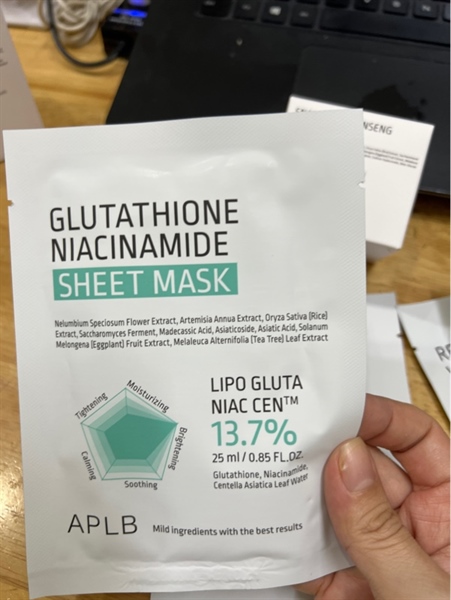 GLUTATHIONE
NIACINAMIDE
SHEET MASK
Nelumbium Speciosum Flower Extract, Artemisia Annua Extract, Oryza Sativa (Rice)
Extract, Saccharomyces Ferment, Madecassic Acid, Asiaticoside, Asiatic Acid, Solanum
Melongena (Eggplant) Fruit Extract, Melaleuca Alternifolia (Tea Tree) Leaf Extract
Moisturizing
Tightening
Brightening
Calming
Soothing
LIPO GLUTA
NIAC CEN™
13.7%
25 ml / 0.85 FL.OZ.
Glutathione, Niacinamide,
Centella Asiatica Leaf Water
APLB
Mild ingredients with the best results
NSENG